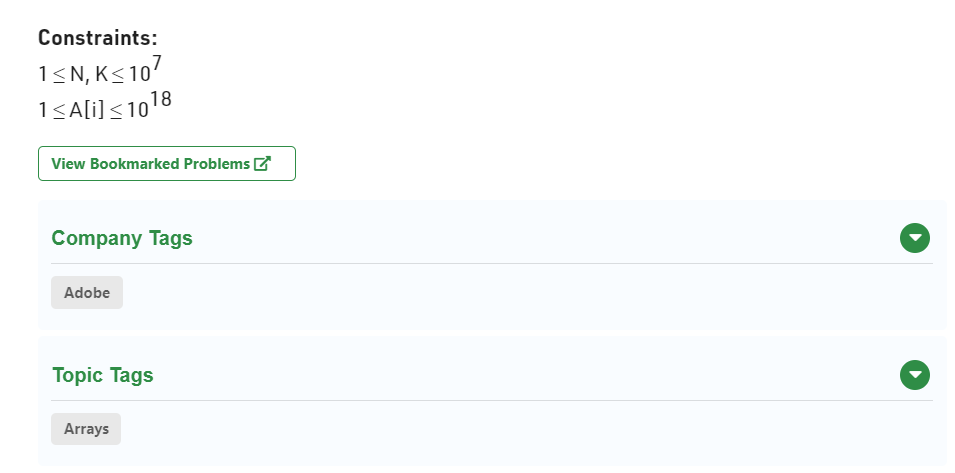 Constraints:
1 ≤ N, K ≤ 10^7
1 ≤ A[i] ≤ 10^18
View Bookmarked Problems
Company Tags
Adobe
Topic Tags
Arrays